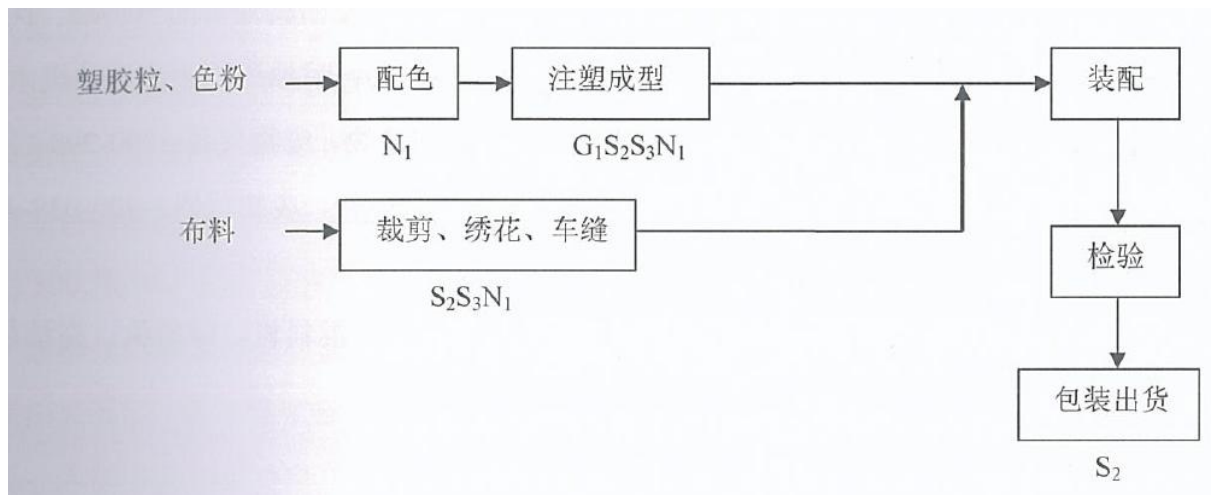 塑胶粒、色粉 配色 注塑成型 装配
N₁ G₁S₂S₃N₁
布料 裁剪、绣花、车缝 检验
S₂S₃N₁
包装出货
S₂